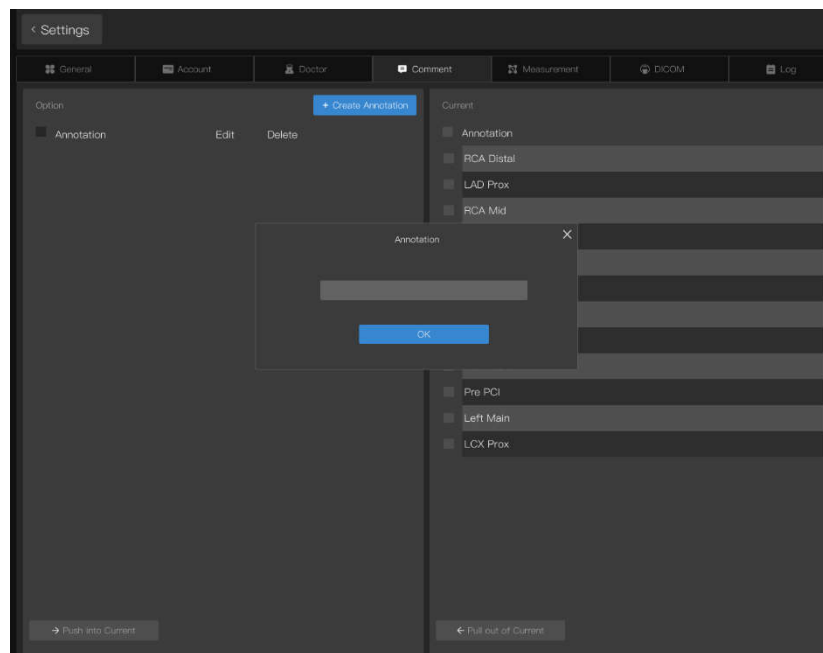 < Settings
General Account Doctor Comment Measurement DICOM Log
Option
+ Create Annotation
Annotation Edit Delete
Current
Annotation
RCA Distal
LAD Prox
RCA Mid
Annotation
OK
Pre PCI
Left Main
LCX Prox
→ Push into Current
← Pull out of Current